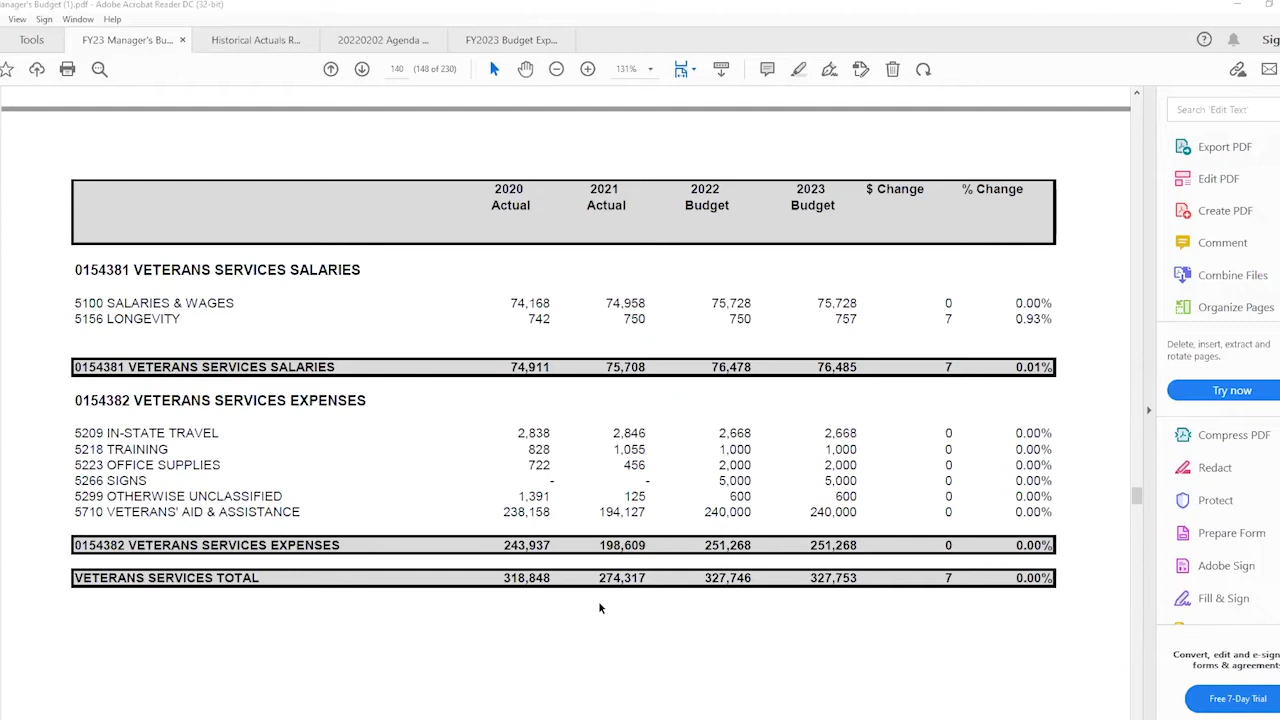 anager's Budget (1).pdf - Adobe Acrobat Reader DC (32-bit)
View Sign Window Help
Tools FY23 Manager's Bu... × Historical Actuals R... 20220202 Agenda ... FY2023 Budget Exp...
140 (148 of 230) 131%
Search 'Edit Text'
Export PDF
Edit PDF
Create PDF
Comment
Combine Files
Organize Pages
Delete, insert, extract and
rotate pages.
Try now
Compress PDF
Redact
Protect
Prepare Form
Adobe Sign
Fill & Sign
Convert, edit and e-sign
forms & agreements
Free 7-Day Trial
2020 2021 2022 2023 $ Change % Change
Actual Actual Budget Budget
0154381 VETERANS SERVICES SALARIES
5100 SALARIES & WAGES 74,168 74,958 75,728 75,728 0 0.00%
5156 LONGEVITY 742 750 750 757 7 0.93%
0154381 VETERANS SERVICES SALARIES 74,911 75,708 76,478 76,485 7 0.01%
0154382 VETERANS SERVICES EXPENSES
5209 IN-STATE TRAVEL 2,838 2,846 2,668 2,668 0 0.00%
5218 TRAINING 828 1,055 1,000 1,000 0 0.00%
5223 OFFICE SUPPLIES 722 456 2,000 2,000 0 0.00%
5266 SIGNS - - 5,000 5,000 0 0.00%
5299 OTHERWISE UNCLASSIFIED 1,391 125 600 600 0 0.00%
5710 VETERANS' AID & ASSISTANCE 238,158 194,127 240,000 240,000 0 0.00%
0154382 VETERANS SERVICES EXPENSES 243,937 198,609 251,268 251,268 0 0.00%
VETERANS SERVICES TOTAL 318,848 274,317 327,746 327,753 7 0.00%